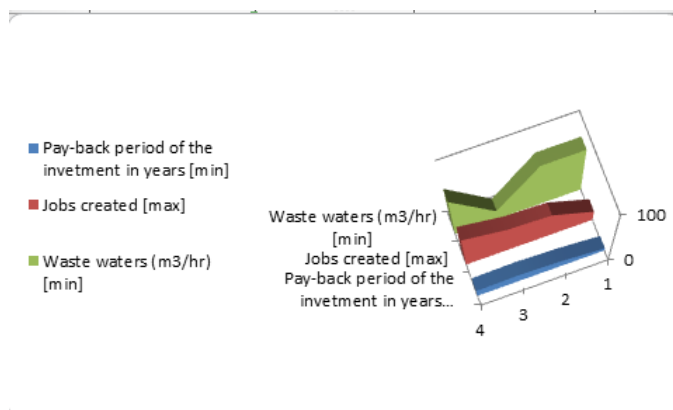 Pay-back period of the
invetment in years [min]
Jobs created [max]
Waste waters (m3/hr)
[min]
Waste waters (m3/hr)
[min]
Jobs created [max]
Pay-back period of the
invetment in years...
100
0
1
2
3
4